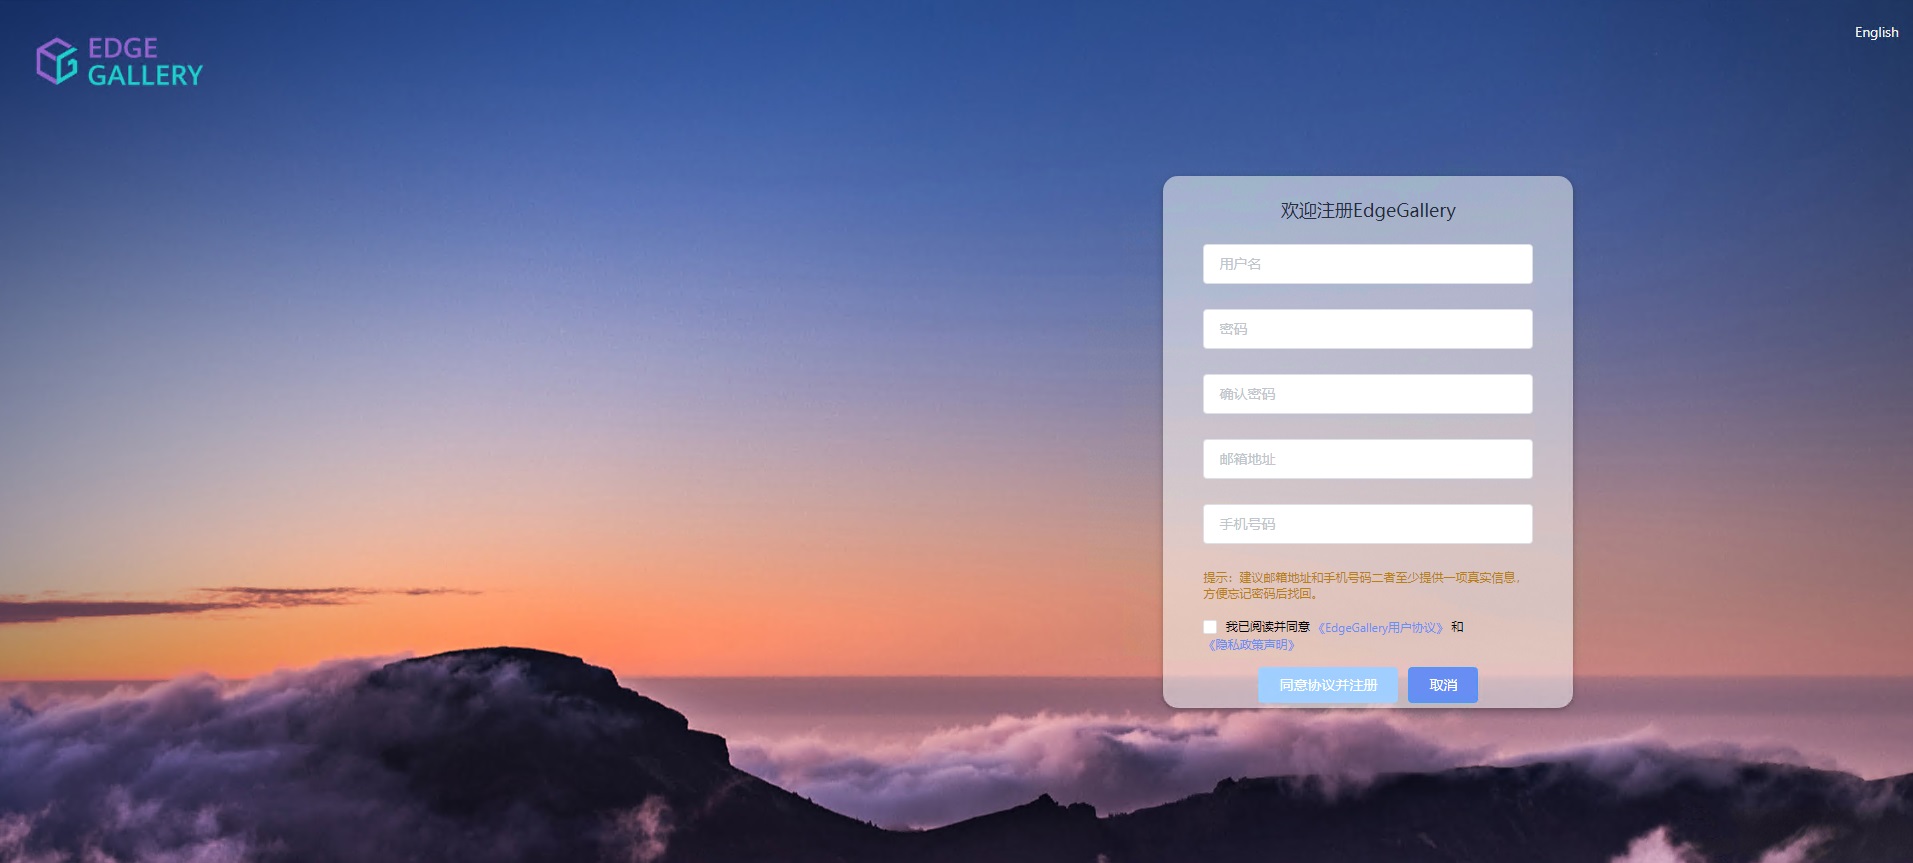 EDGE
GALLERY
English
欢迎注册EdgeGallery
用户名
密码
确认密码
邮箱地址
手机号码
提示：建议邮箱地址和手机号码二者至少提供一项真实信息，
方便忘记密码后找回。
我已阅读并同意 《EdgeGallery用户协议》 和
《隐私政策声明》
同意协议并注册 取消